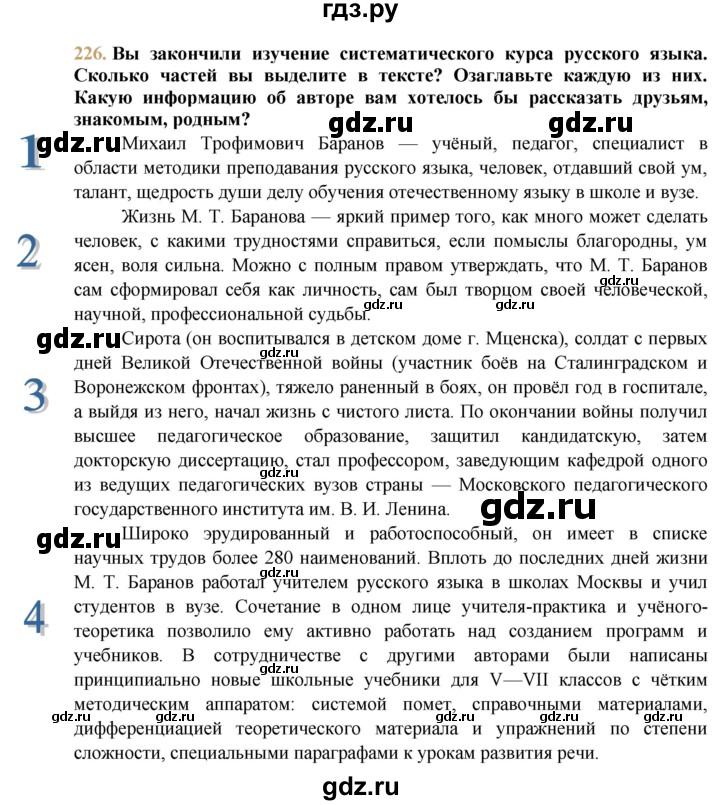 гдз.ру
226. Вы закончили изучение систематического курса русского языка.
Сколько частей вы выделите в тексте? Озаглавьте каждую из них.
Какую информацию об авторе вам хотелось бы рассказать друзьям,
знакомым, родным?
gdz.ru gdz.ru gdz.ru
1
Михаил Трофимович Баранов — учёный, педагог, специалист в
области методики преподавания русского языка, человек, отдавший свой ум,
талант, щедрость души делу обучения отечественному языку в школе и вузе.
Жизнь М. Т. Баранова — яркий пример того, как много может сделать
2
человек, с какими трудностями справиться, если помыслы благородны, ум
ясен, воля сильна. Можно с полным правом утверждать, что М. Т. Баранов
gdz.ru
сам сформировал себя как личность, сам был творцом своей человеческой,
gdz.ru gdz.ru
научной, профессиональной судьбы.
gdz.ru
Сирота (он воспитывался в детском доме г. Мценска), солдат с первых
gdz.ru
дней Великой Отечественной войны (участник боёв на Сталинградском и
gdz.ru
Воронежском фронтах), тяжело раненный в боях, он провёл год в госпитале,
3
а выйдя из него, начал жизнь с чистого листа. По окончании войны получил
высшее педагогическое образование, защитил кандидатскую, затем
gdz.ru
докторскую диссертацию, стал профессором, заведующим кафедрой одного
из ведущих педагогических вузов страны — Московского педагогического
государственного института им. В. И. Ленина.
gdz.ru
Широко эрудированный и работоспособный, он имеет в списке
gdz.ru
научных трудов более 280 наименований. Вплоть до последних дней жизни
gdz.ru
М. Т. Баранов работал учителем русского языка в школах Москвы и учил
4
студентов в вузе. Сочетание в одном лице учителя-практика и учёного-
gdz.ru gdz.ru
теоретика позволило ему активно работать над созданием программ и
учебников. В сотрудничестве с другими авторами были написаны
gdz.ru
принципиально новые школьные учебники для V—VII классов с чётким
методическим аппаратом: системой помет, справочными материалами,
gdz.ru gdz.ru gdz.ru
дифференциацией теоретического материала и упражнений по степени
сложности, специальными параграфами к урокам развития речи.
gdz.ru